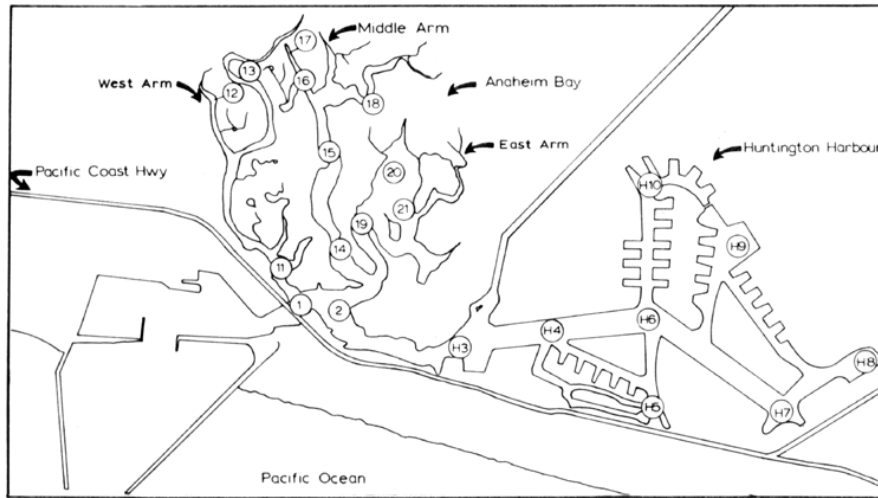 17
Middle Arm
13
16
West Arm
12
18
Anaheim Bay
15
East Arm
Huntington Harbour
Pacific Coast Hwy
20
H10
21
19
H9
14
11
1
2
H6
H4
H3
H8
H5
H7
Pacific Ocean